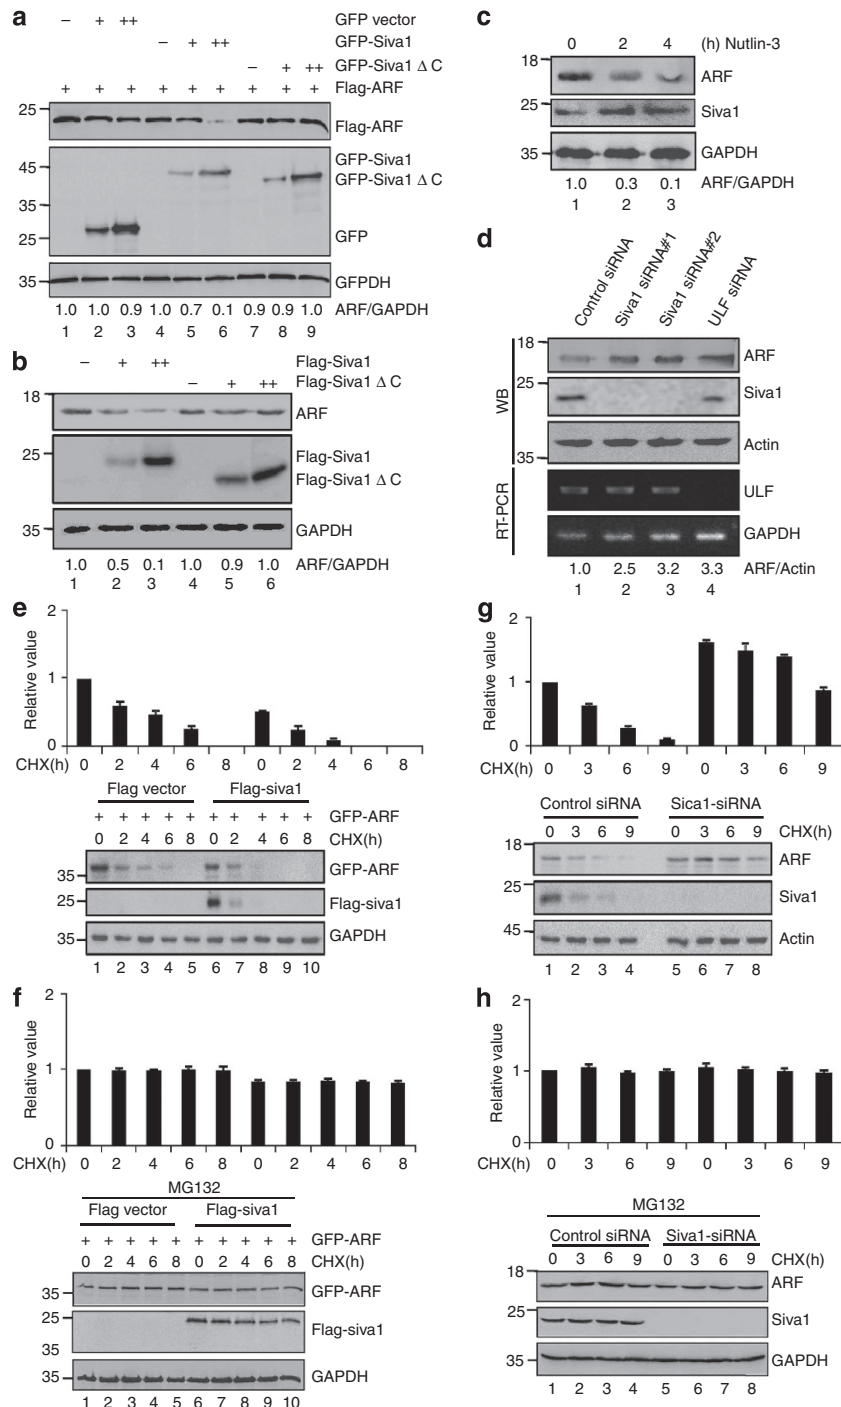 a
− + ++ GFP vector
− + ++ GFP-Siva1
− + ++ GFP-Siva1 Δ C
+ + + + + + + + + Flag-ARF
25 Flag-ARF
GFP-Siva1
45 GFP-Siva1 Δ C
35
25 GFP
35 GFPDH
1.0 1.0 0.9 1.0 0.7 0.1 0.9 0.9 1.0 ARF/GAPDH
1 2 3 4 5 6 7 8 9
b
− + ++ Flag-Siva1
− + ++ Flag-Siva1 Δ C
18
ARF
25 Flag-Siva1
Flag-Siva1 Δ C
35 GAPDH
1.0 0.5 0.1 1.0 0.9 1.0 ARF/GAPDH
1 2 3 4 5 6
c
0 2 4 (h) Nutlin-3
18
ARF
25 Siva1
35 GAPDH
1.0 0.3 0.1 ARF/GAPDH
1 2 3
d
Control siRNA
Siva1 siRNA#1
Siva1 siRNA#2
ULF siRNA
WB
18
ARF
25
Siva1
Actin
35
RT-PCR
ULF
GAPDH
1.0 2.5 3.2 3.3 ARF/Actin
1 2 3 4
e
Relative value
2
1
0
CHX(h) 0 2 4 6 8 0 2 4 6 8
Flag vector Flag-siva1
+ + + + + + + + + + GFP-ARF
0 2 4 6 8 0 2 4 6 8 CHX(h)
35 GFP-ARF
25 Flag-siva1
35 GAPDH
1 2 3 4 5 6 7 8 9 10
g
Relative value
2
1
0
CHX(h) 0 3 6 9 0 3 6 9
Control siRNA Sica1-siRNA
0 3 6 9 0 3 6 9 CHX(h)
18
ARF
25
Siva1
45
Actin
1 2 3 4 5 6 7 8
f
Relative value
2
1
0
CHX(h) 0 2 4 6 8 0 2 4 6 8
MG132
Flag vector Flag-siva1
+ + + + + + + + + + GFP-ARF
0 2 4 6 8 0 2 4 6 8 CHX(h)
35 GFP-ARF
25
Flag-siva1
35
35 GAPDH
1 2 3 4 5 6 7 8 9 10
h
Relative value
2
1
0
CHX(h) 0 3 6 9 0 3 6 9
MG132
Control siRNA Siva1-siRNA
0 3 6 9 0 3 6 9 CHX(h)
18
ARF
25
Siva1
35 GAPDH
1 2 3 4 5 6 7 8